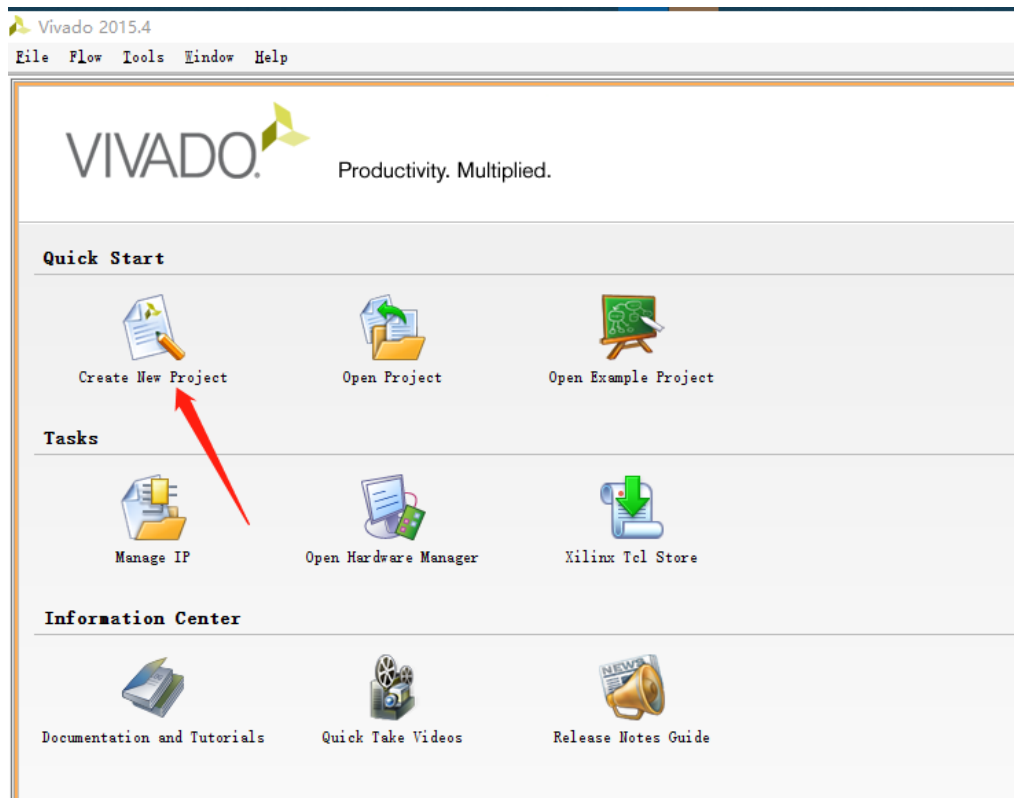 Vivado 2015.4
File Flow Tools Window Help
VIVADO.
Productivity. Multiplied.
Quick Start
Create New Project Open Project Open Example Project
Tasks
Manage IP Open Hardware Manager Xilinx Tcl Store
Information Center
NEWS
Documentation and Tutorials Quick Take Videos Release Notes Guide